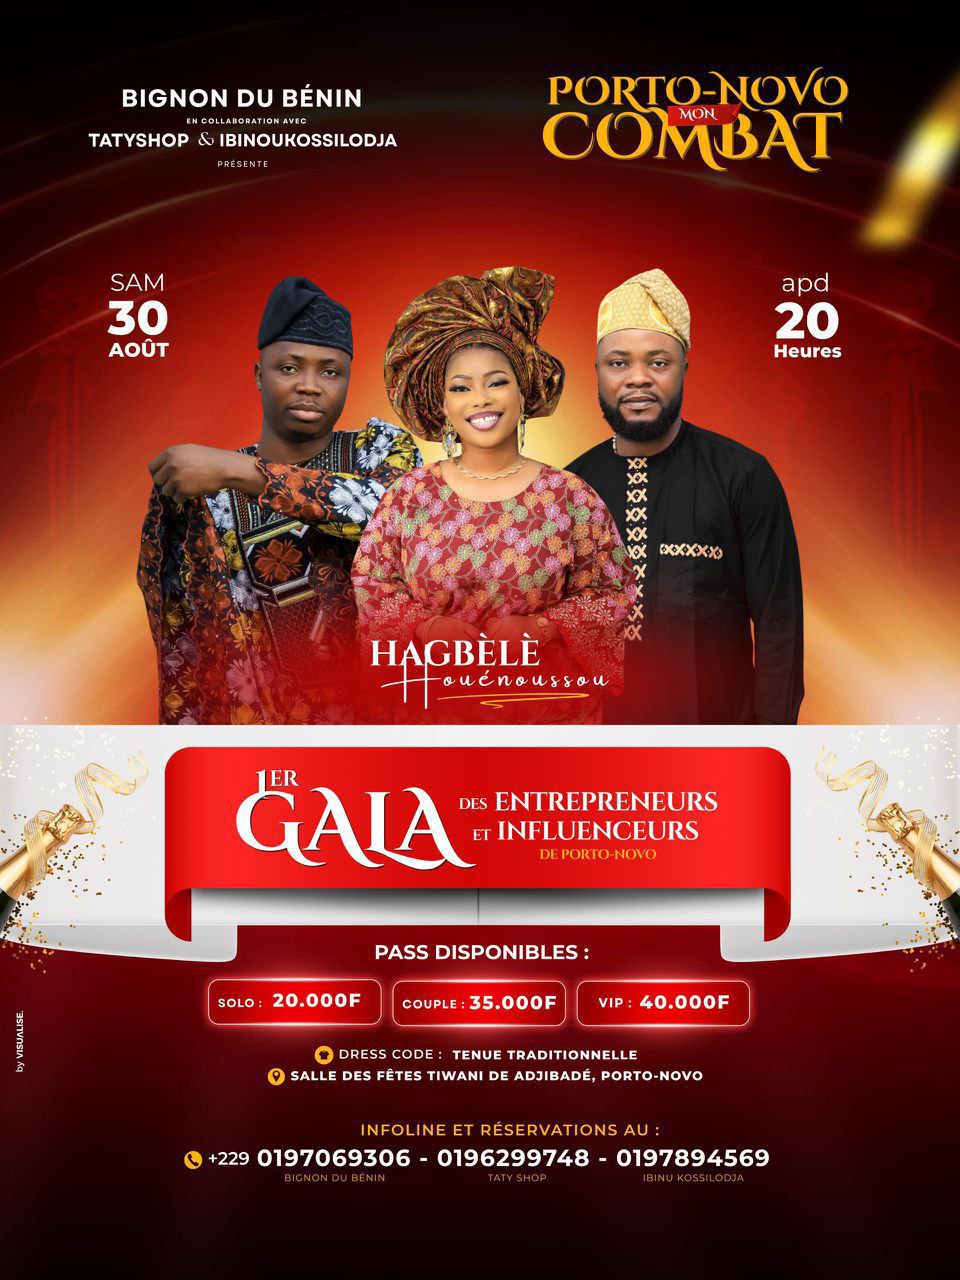 BIGNON DU BÉNIN
EN COLLABORATION AVEC
TATYSHOP & IBINOUKOSSILODJA
PRÉSENTE
PORTO-NOVO
MON
COMBAT
SAM
30
AOÛT
apd
20
Heures
HAGBÈLÈ
Houénoussou
1ER
GALA DES ENTREPRENEURS
ET INFLUENCEURS
DE PORTO-NOVO
PASS DISPONIBLES :
SOLO : 20.000F COUPLE : 35.000F VIP : 40.000F
DRESS CODE : TENUE TRADITIONNELLE
SALLE DES FÊTES TIWANI DE ADJIBADÉ, PORTO-NOVO
by VISUALISE.
INFOLINE ET RÉSERVATIONS AU :
+229 0197069306 - 0196299748 - 0197894569
BIGNON DU BÉNIN TATY SHOP IBINU KOSSILODJA